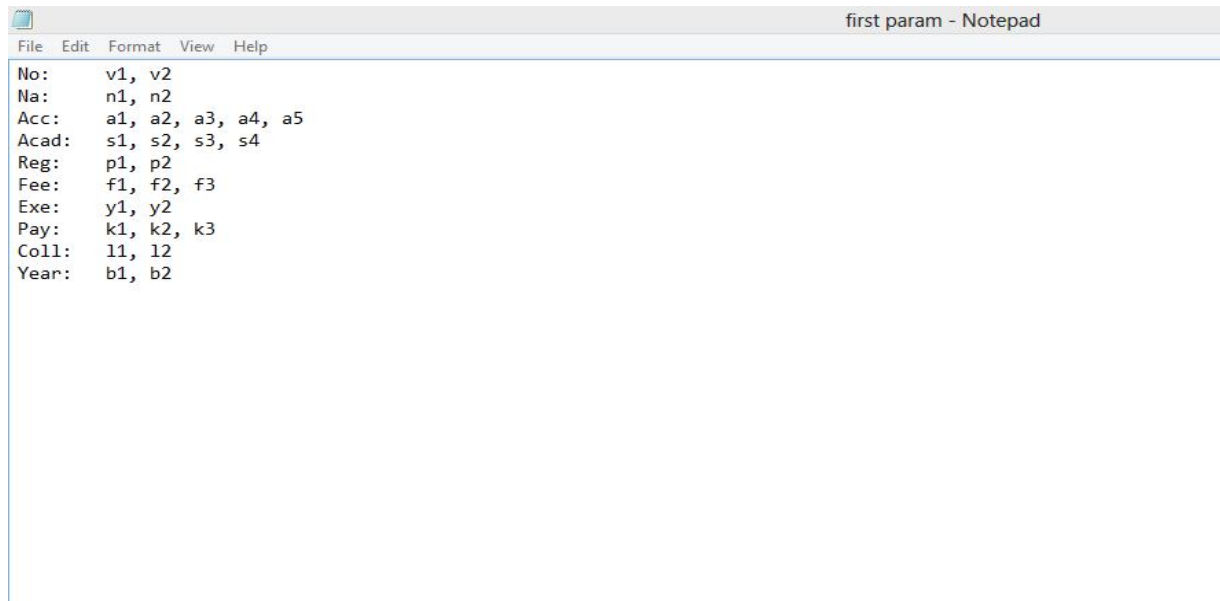 first param - Notepad
File Edit Format View Help
No: v1, v2
Na: n1, n2
Acc: a1, a2, a3, a4, a5
Acad: s1, s2, s3, s4
Reg: p1, p2
Fee: f1, f2, f3
Exe: y1, y2
Pay: k1, k2, k3
Coll: l1, l2
Year: b1, b2